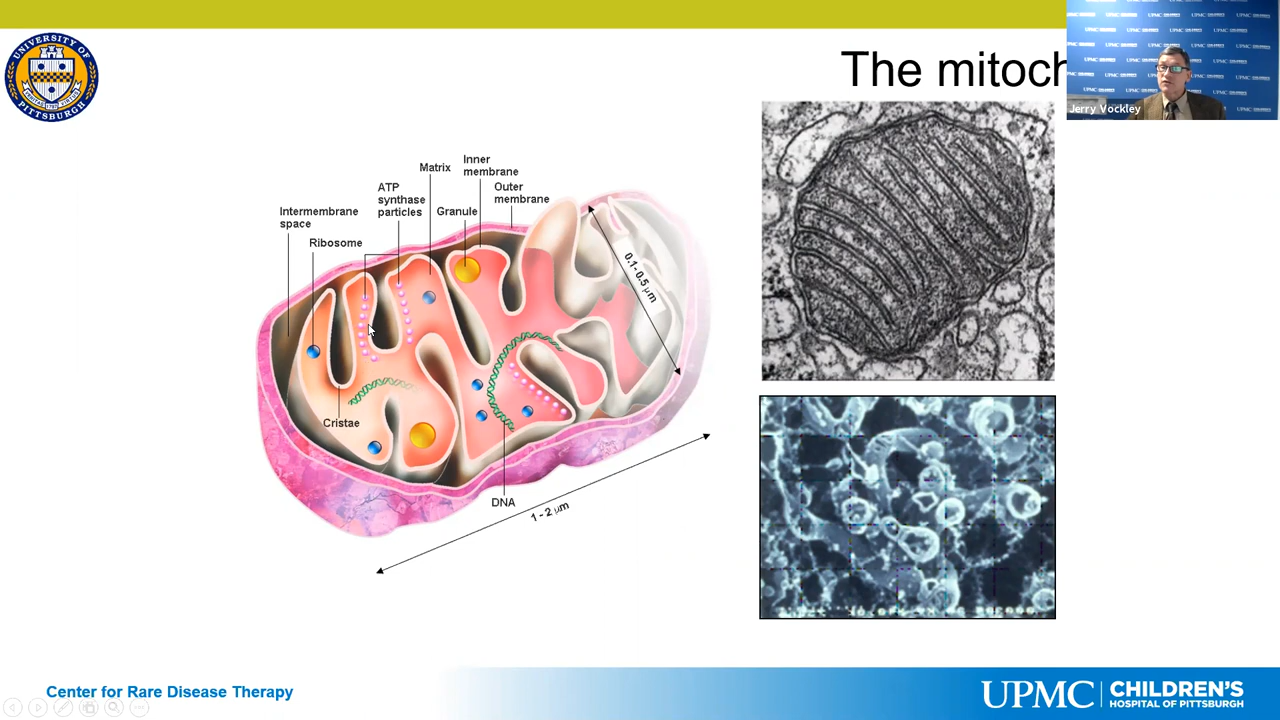 UNIVERSITY OF
PITTSBURGH
The mitoch
Jerry Vockley
Intermembrane
space
Ribosome
ATP
synthase
particles
Matrix
Granule
Inner
membrane
Outer
membrane
0.1- 0.5 μm
Cristae
DNA
1 - 2 μm
Center for Rare Disease Therapy
UPMC
CHILDREN'S
HOSPITAL OF PITTSBURGH